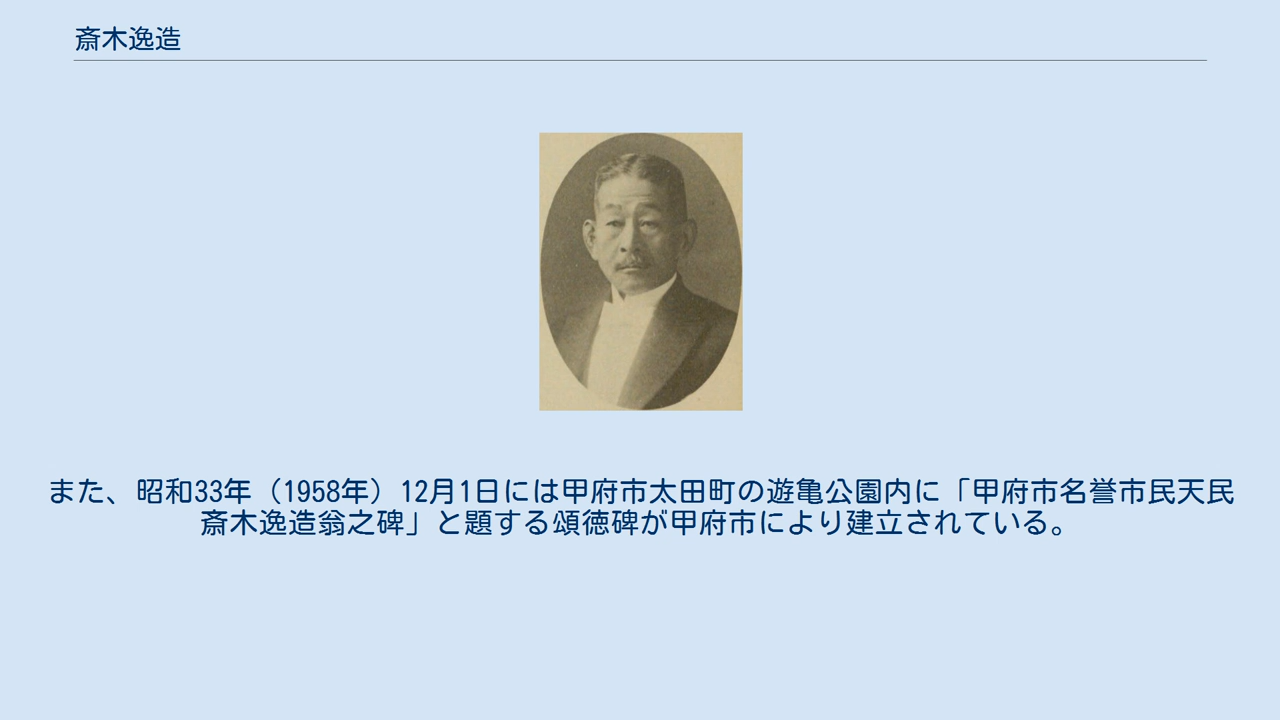 斎木逸造
また、昭和33年（1958年）12月1日には甲府市太田町の遊亀公園内に「甲府市名誉市民天民
斎木逸造翁之碑」と題する頌徳碑が甲府市により建立されている。